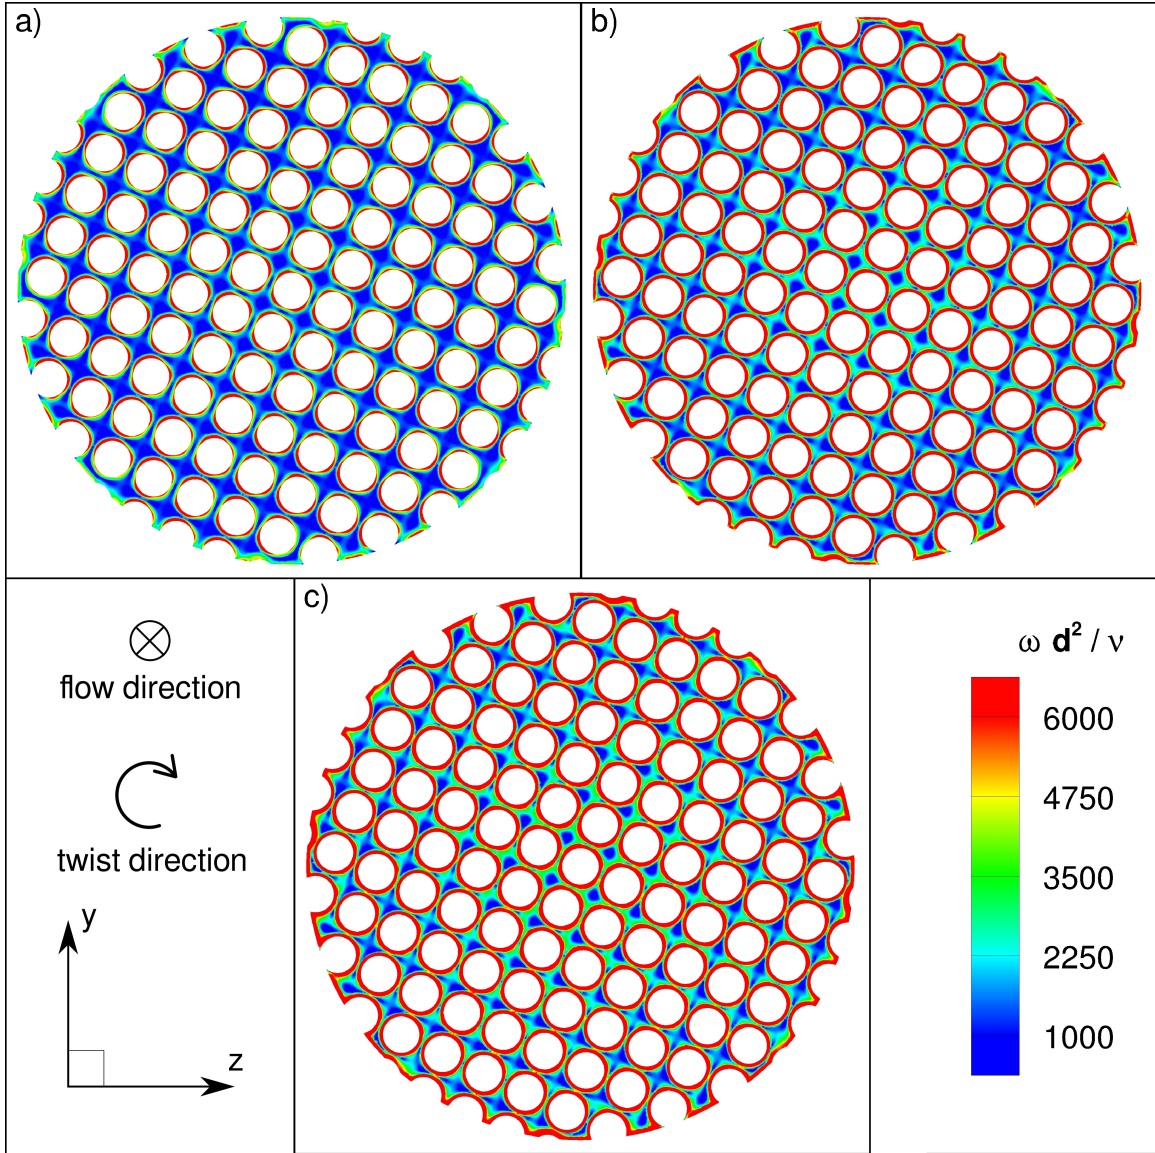 a)
b)
c)
flow direction
twist direction
y
z
ω d² / ν
6000
4750
3500
2250
1000